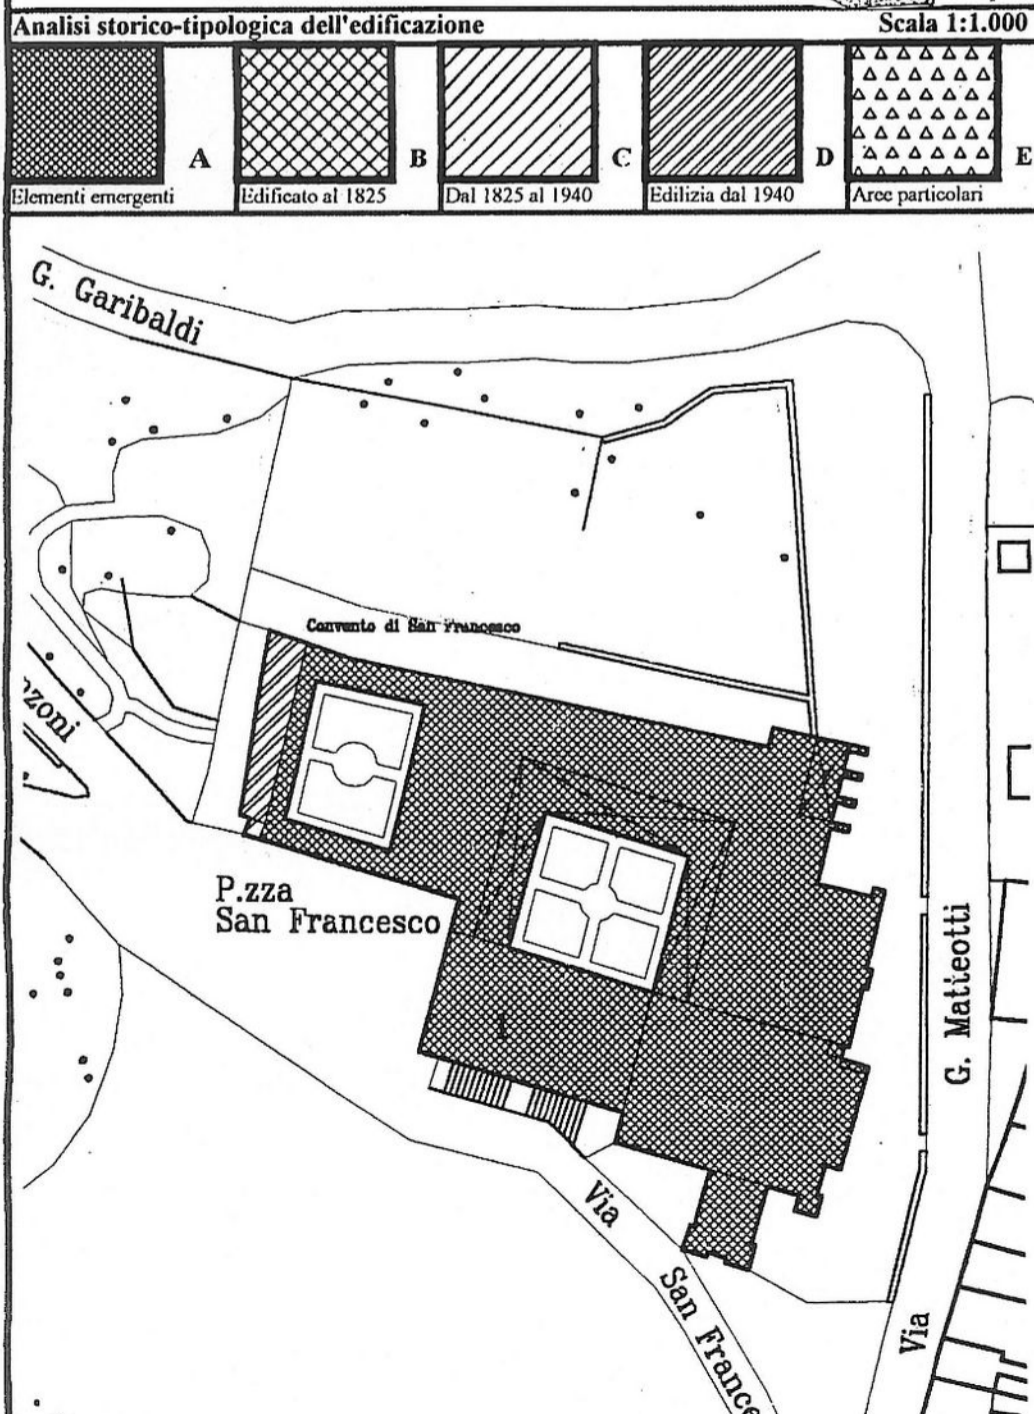 Analisi storico-tipologica dell'edificazione
Scala 1:1.000
A
B
C
D
E
Elementi emergenti
Edificato al 1825
Dal 1825 al 1940
Edilizia dal 1940
Aree particolari
G. Garibaldi
Convento di San Francesco
zoni
P.zza
San Francesco
G. Matteotti
Via
Via
San France